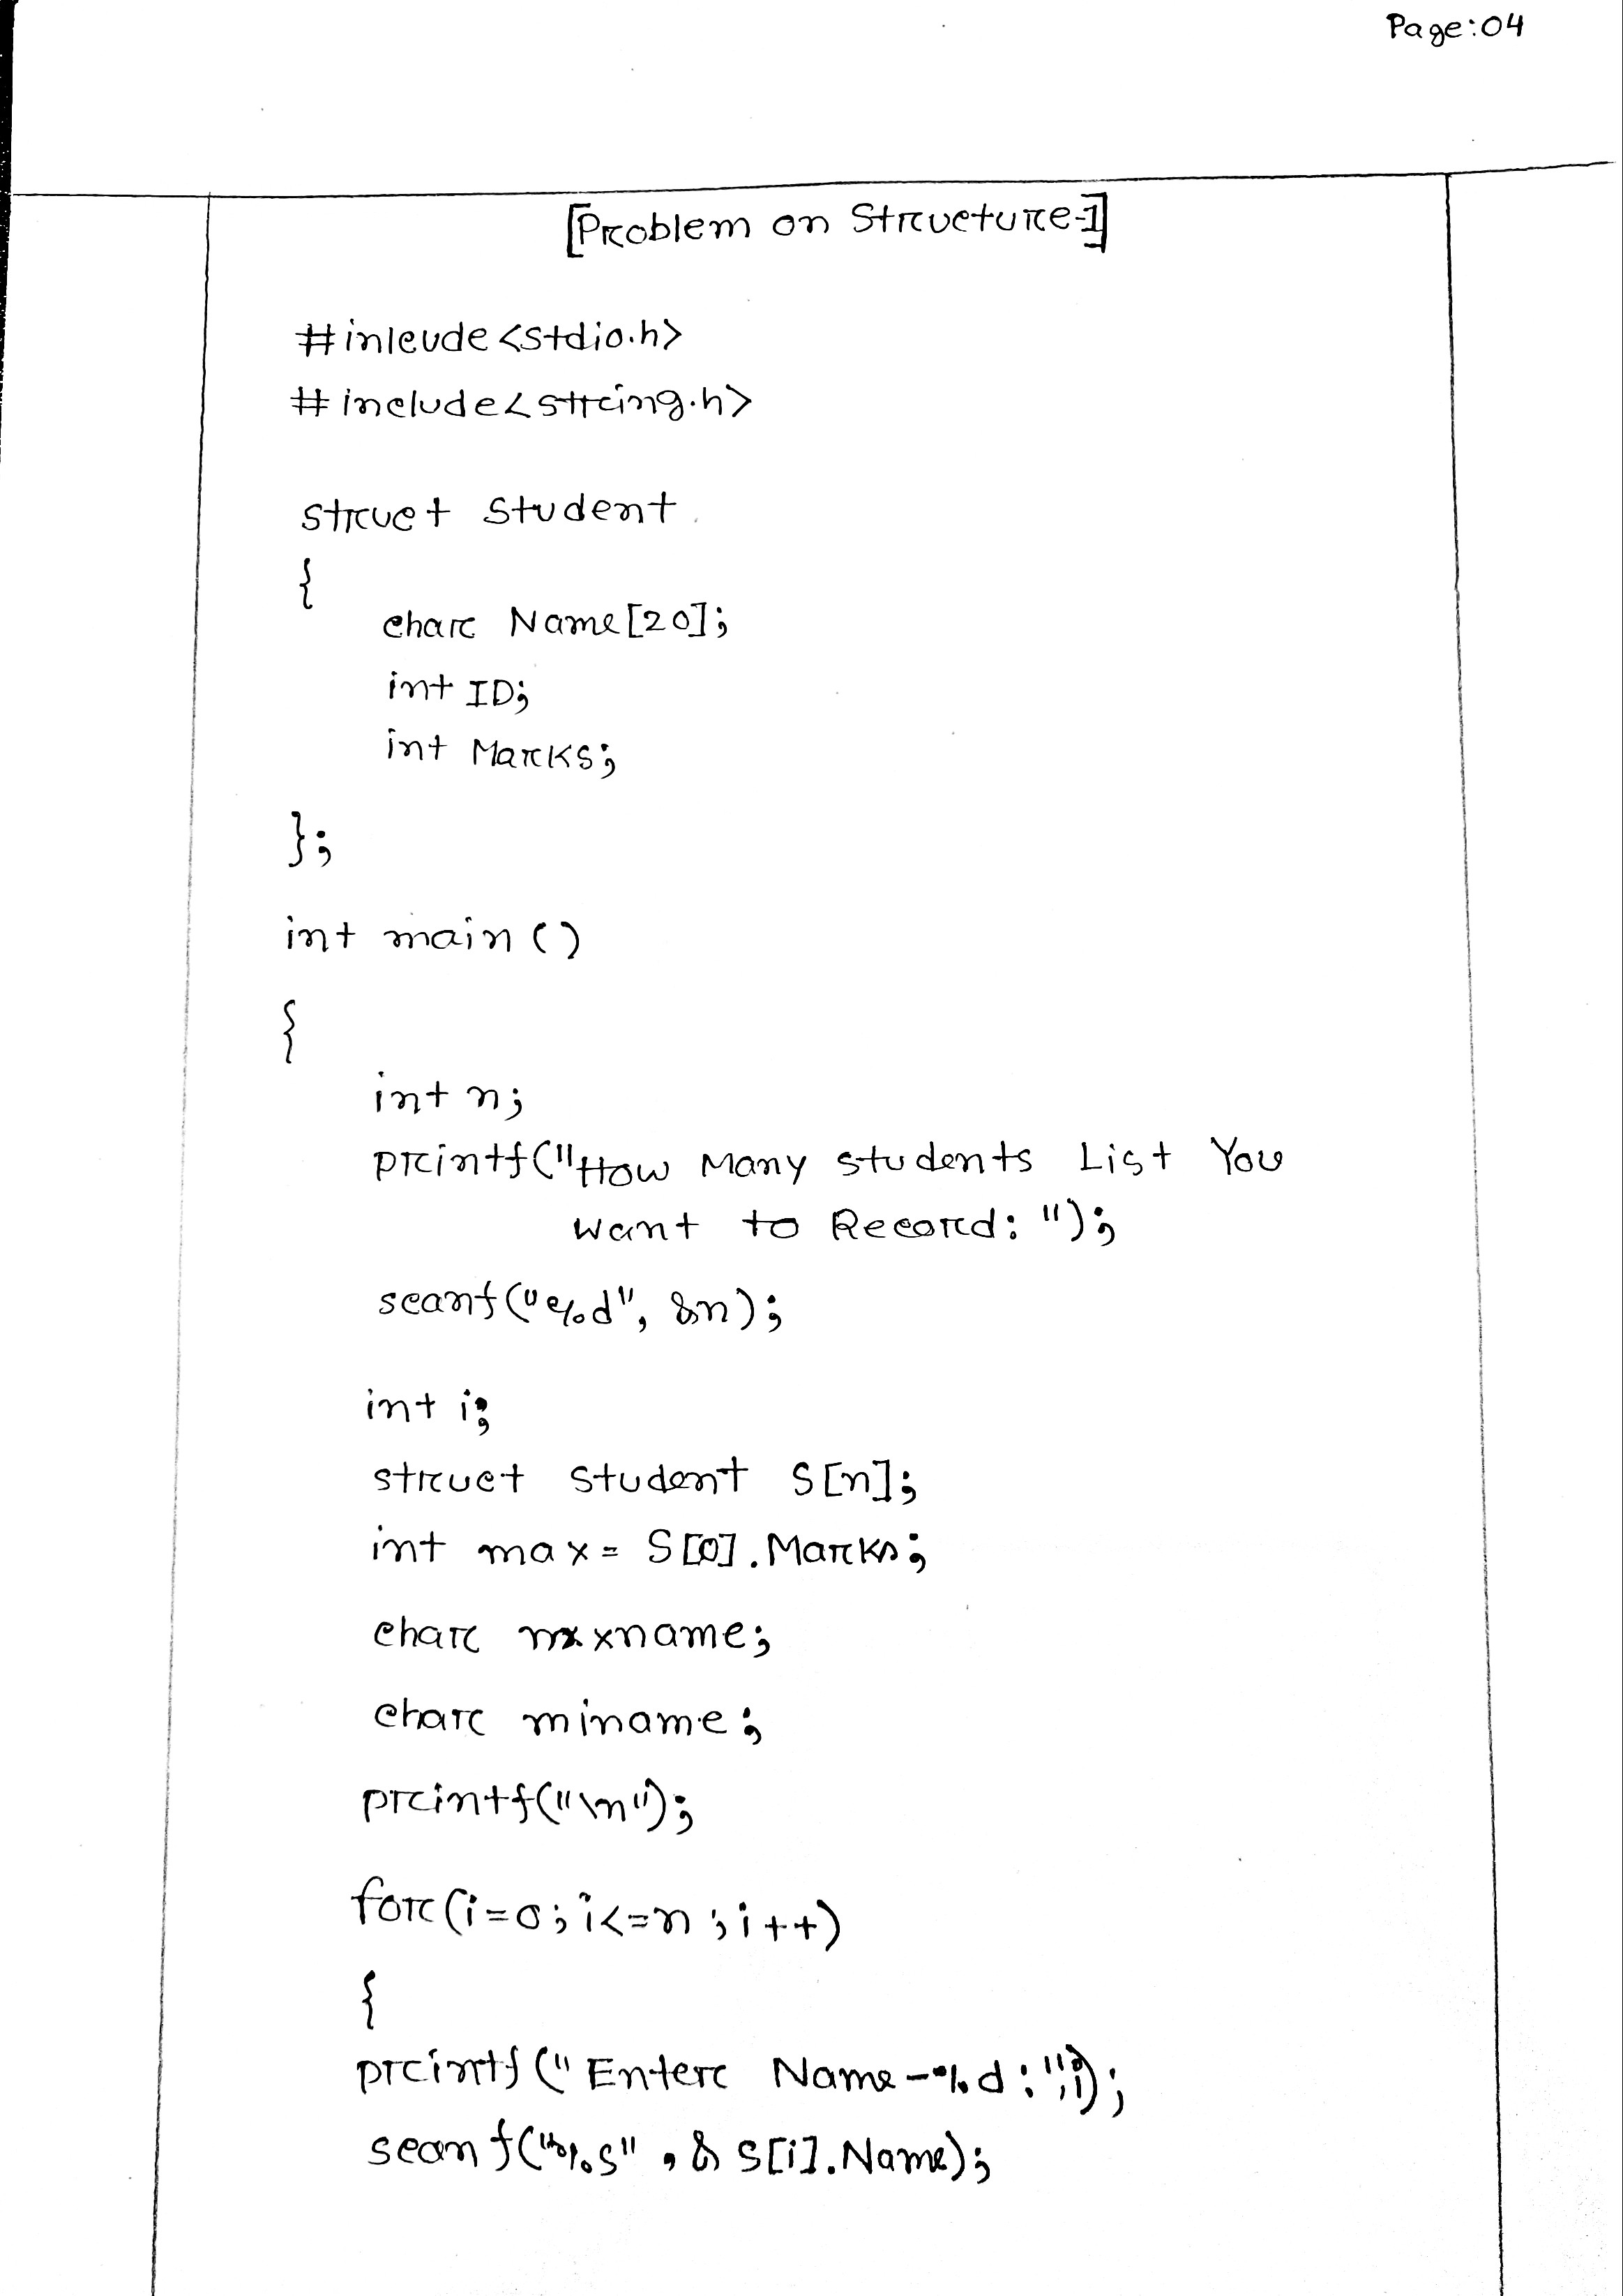 Page:04
[Problem on Structure-1]
#inlcude<stdio.h>
#include<string.h>
struct Student
{
char Name[20];
int ID;
int Marks;
};
int main()
{
int n;
printf("How Many students List You
want to Record: ");
scanf("%d", &n);
int i;
struct Student S[n];
int max = S[0].Marks;
char mxxname;
char miname;
printf("\n");
for(i=0;i<=n;i++)
{
printf("Enter Name-%d:",i);
scanf("%s",& S[i].Name);